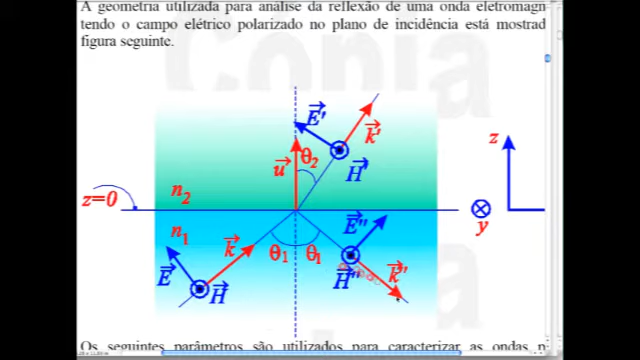 A geometria utilizada para análise da reflexão de uma onda eletromagn
tendo o campo elétrico polarizado no plano de incidência está mostrad
figura seguinte.
Copia
E'
k'
u
θ2
H'
z
n2
z=0
n1
k
θ1
θ1
E''
y
E
H
H''
k''
Os seguintes parâmetros são utilizados para caracterizar as ondas n